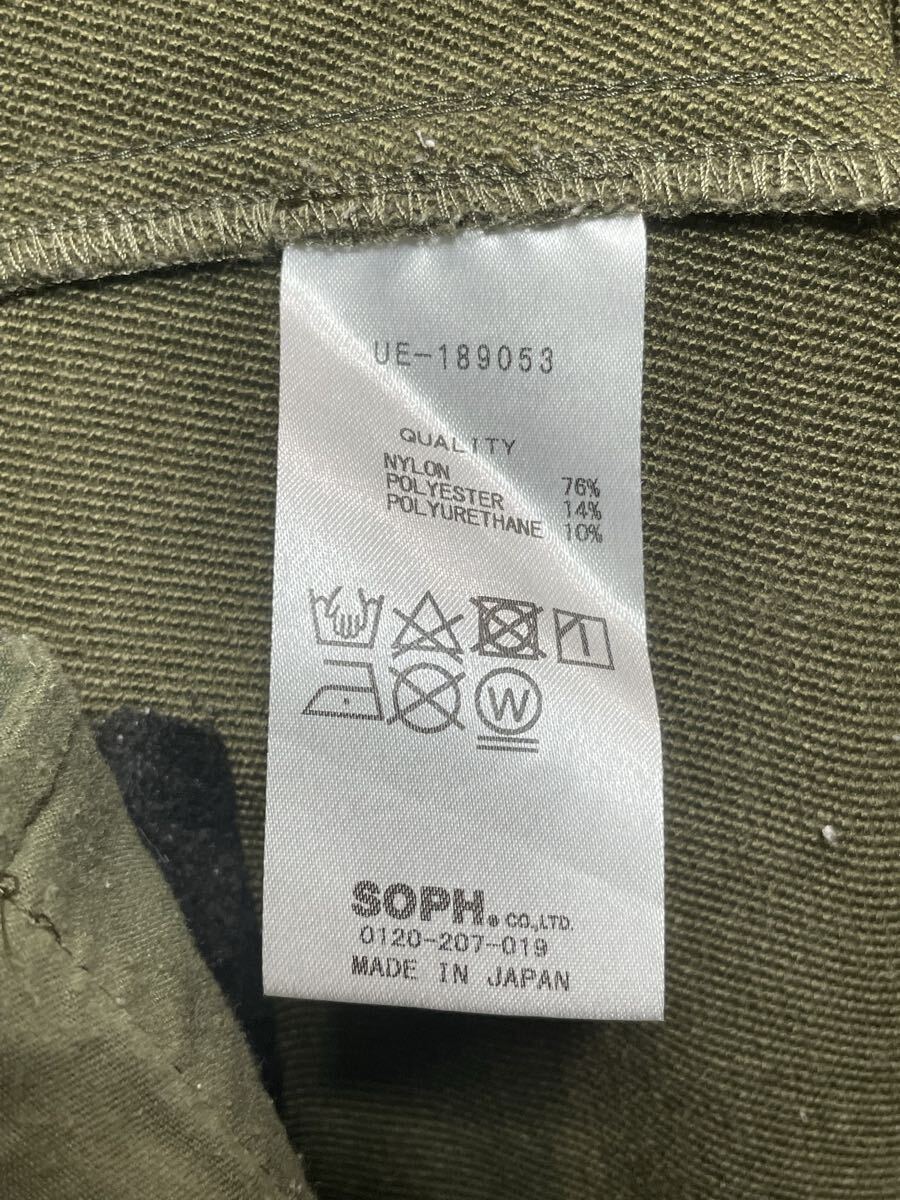 UE-189053
QUALITY
NYLON 76%
POLYESTER 14%
POLYURETHANE 10%
W
SOPH.® CO.,LTD.
0120-207-019
MADE IN JAPAN